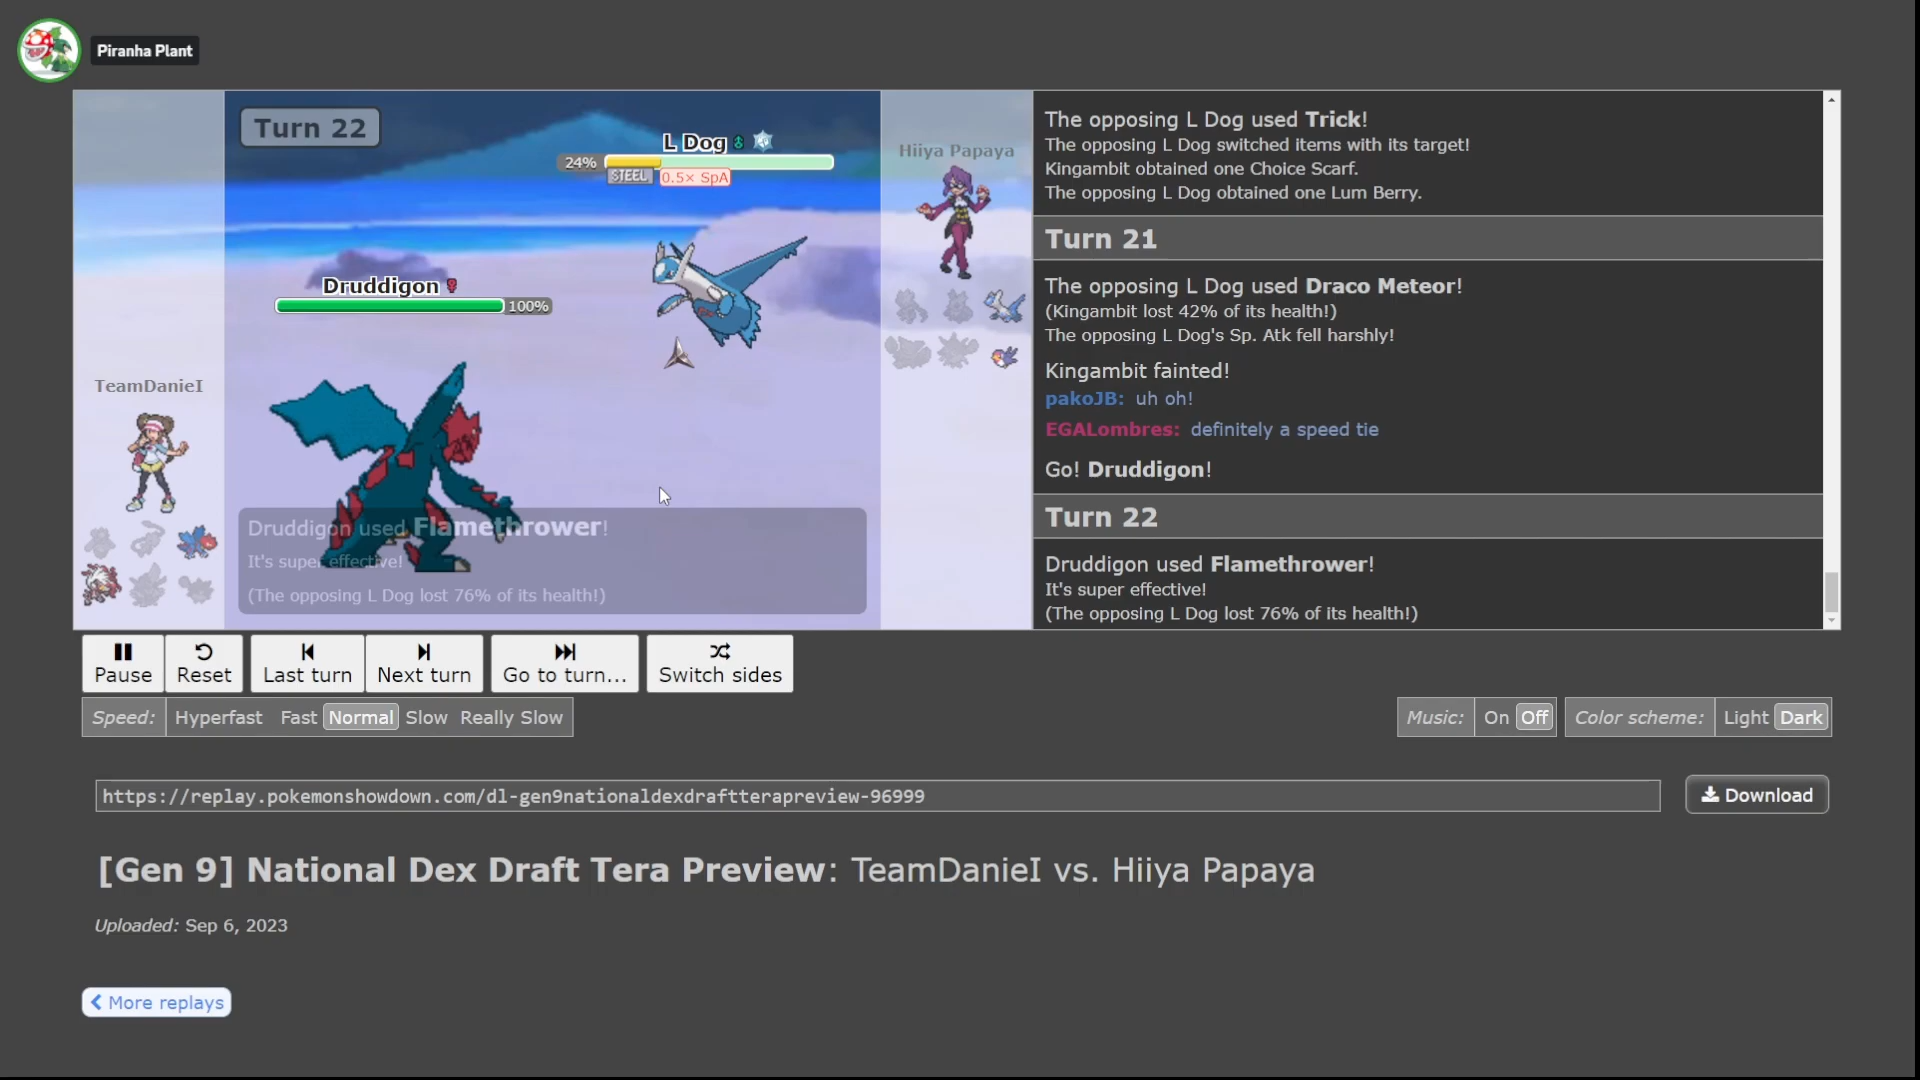 Piranha Plant
Turn 22
L Dog
24%
STEEL 0.5× SpA
Hiiya Papaya
Druddigon
100%
TeamDanieI
Druddigon used Flamethrower!
It's super effective!
(The opposing L Dog lost 76% of its health!)
The opposing L Dog used Trick!
The opposing L Dog switched items with its target!
Kingambit obtained one Choice Scarf.
The opposing L Dog obtained one Lum Berry.
Turn 21
The opposing L Dog used Draco Meteor!
(Kingambit lost 42% of its health!)
The opposing L Dog's Sp. Atk fell harshly!
Kingambit fainted!
pakoJB: uh oh!
EGALombres: definitely a speed tie
Go! Druddigon!
Turn 22
Druddigon used Flamethrower!
It's super effective!
(The opposing L Dog lost 76% of its health!)
Pause Reset Last turn Next turn Go to turn... Switch sides
Speed: Hyperfast Fast Normal Slow Really Slow
Music: On Off Color scheme: Light Dark
https://replay.pokemonshowdown.com/dl-gen9nationaldexdraftterapreview-96999
Download
[Gen 9] National Dex Draft Tera Preview: TeamDanieI vs. Hiiya Papaya
Uploaded: Sep 6, 2023
More replays